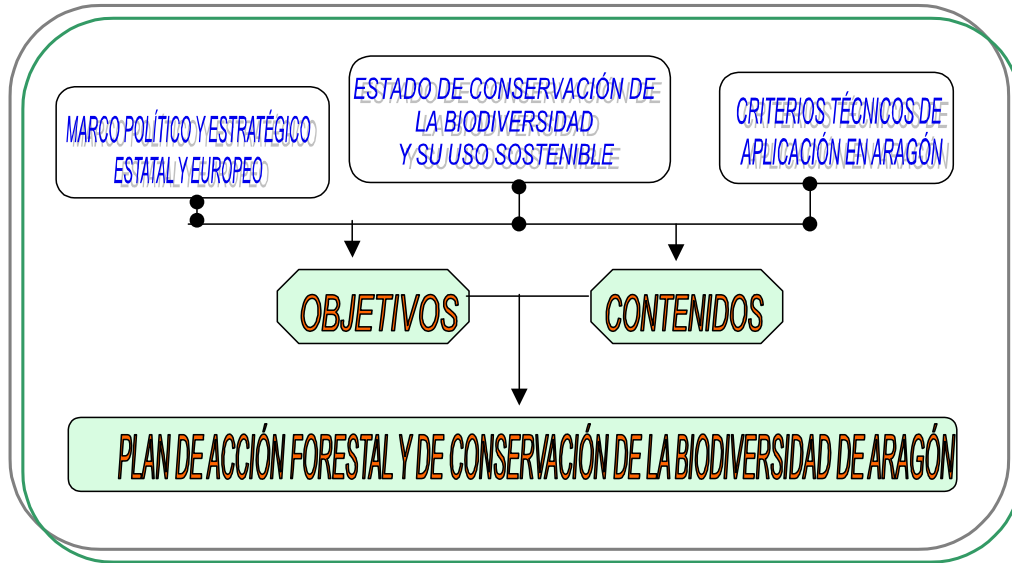 MARCO POLÍTICO Y ESTRATÉGICO
ESTATAL Y EUROPEO
ESTADO DE CONSERVACIÓN DE
LA BIODIVERSIDAD
Y SU USO SOSTENIBLE
CRITERIOS TÉCNICOS DE
APLICACIÓN EN ARAGÓN
OBJETIVOS
CONTENIDOS
PLAN DE ACCIÓN FORESTAL Y DE CONSERVACIÓN DE LA BIODIVERSIDAD DE ARAGÓN